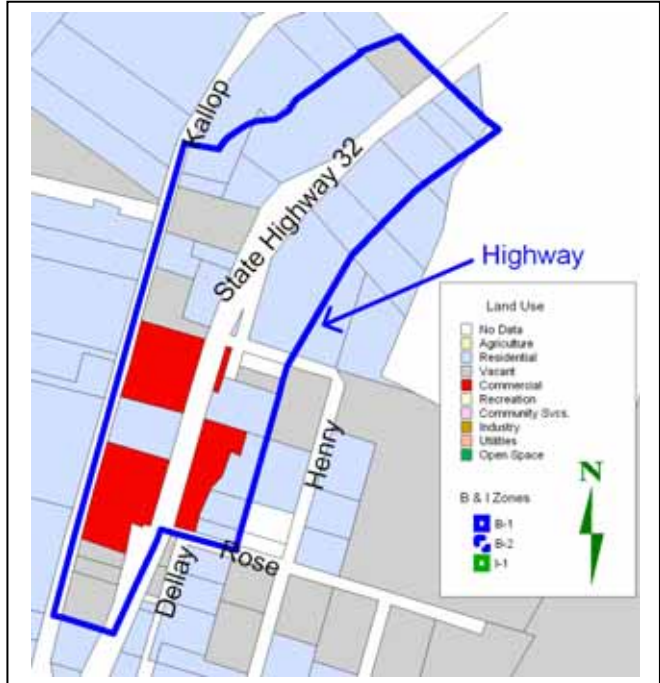 Kallop
State Highway 32
Highway
Land Use
No Data
Agriculture
Residential
Vacant
Commercial
Recreation
Community Svcs.
Industry
Utilities
Open Space
N
B & I Zones
B-1
B-2
I-1
Henry
Rose
Dellay